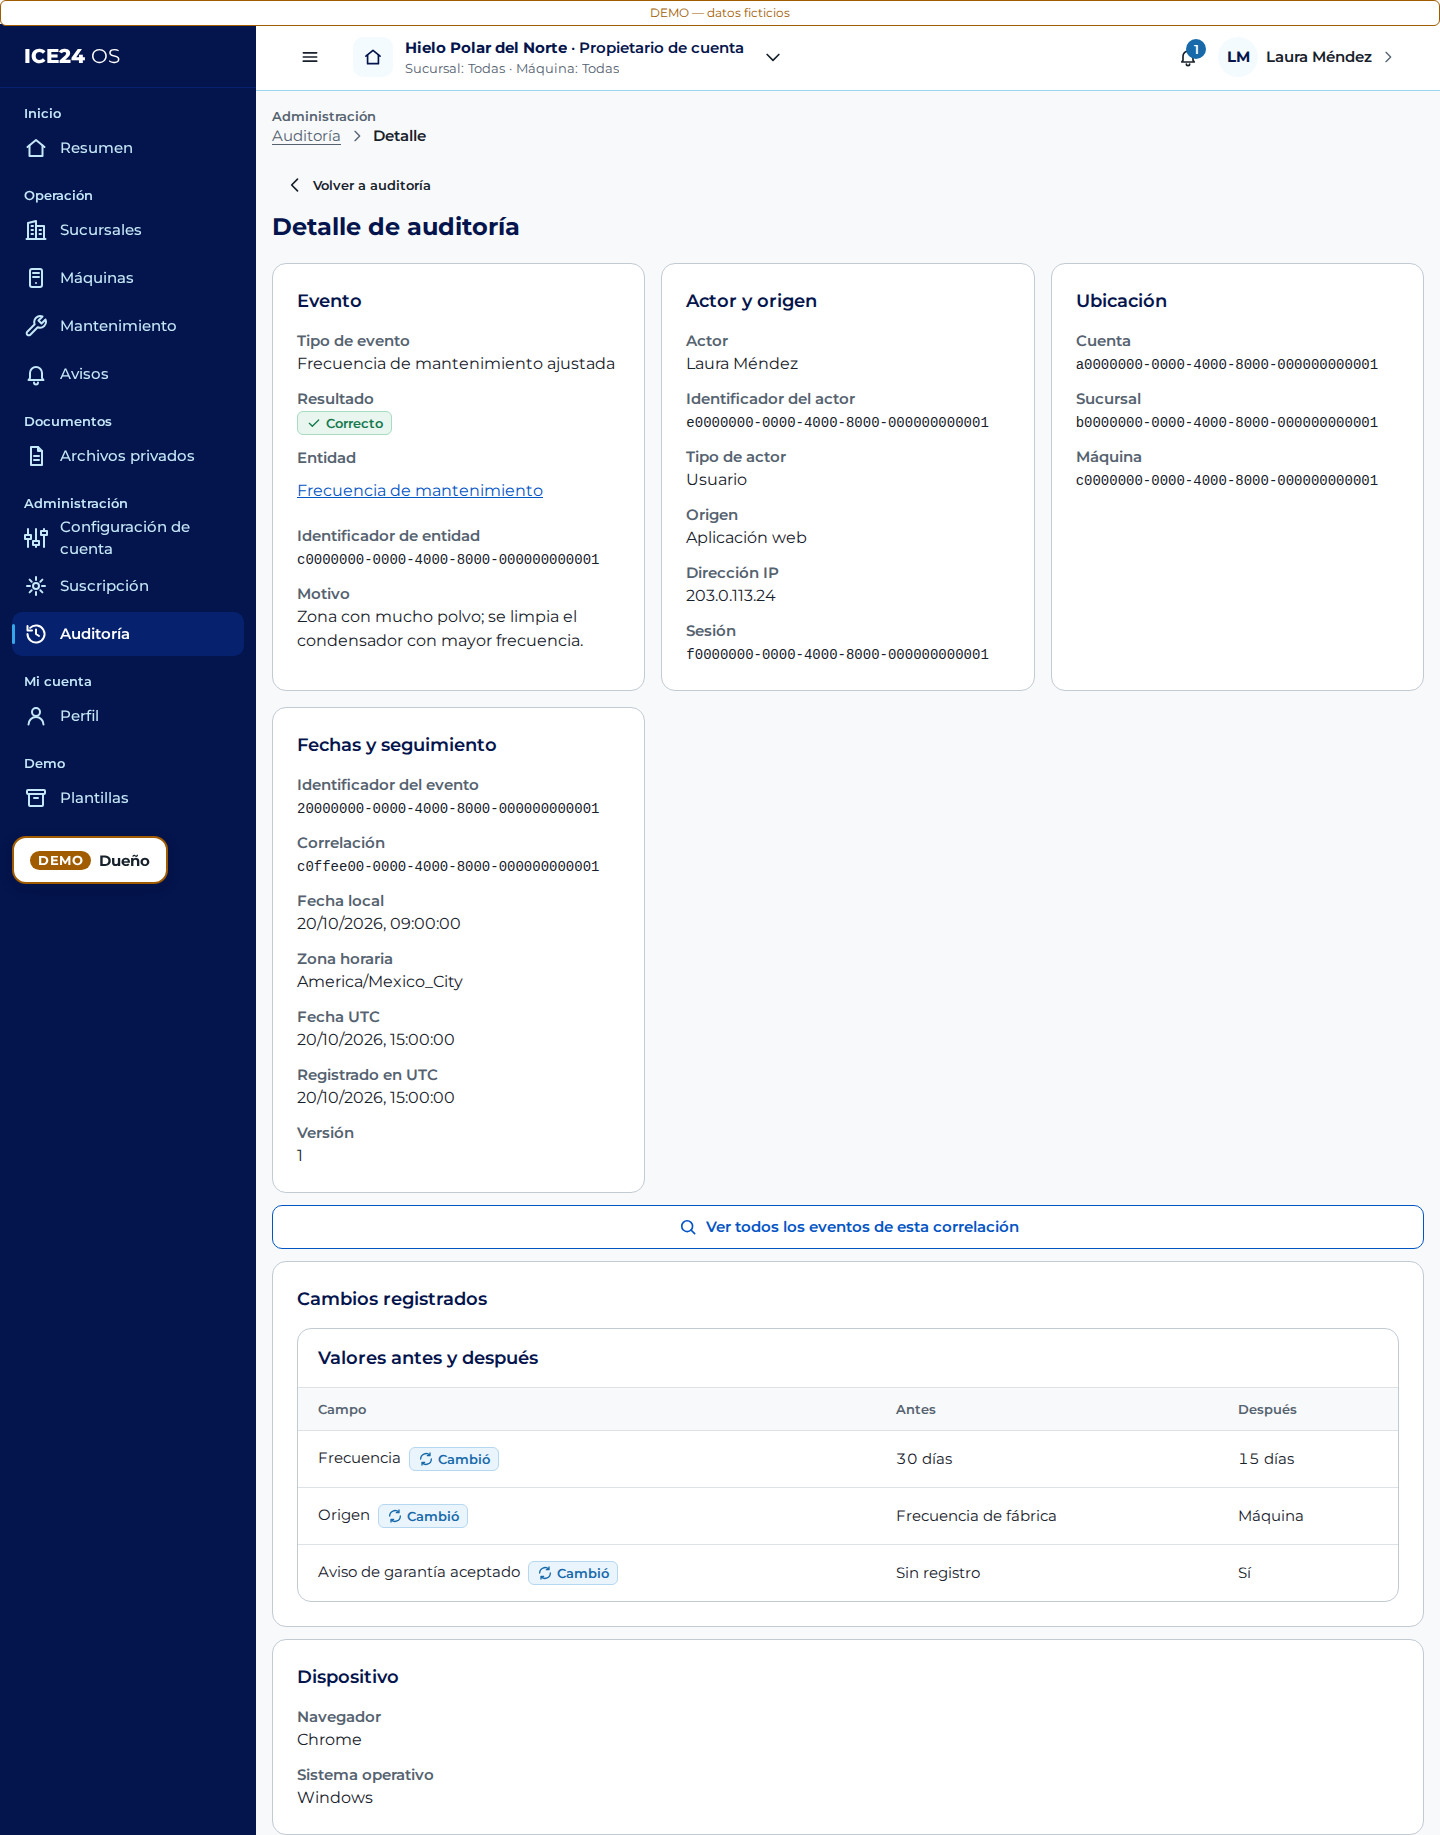 DEMO — datos ficticios
ICE24 OS
Inicio
Resumen
Operación
Sucursales
Máquinas
Mantenimiento
Avisos
Documentos
Archivos privados
Administración
Configuración de
cuenta
Suscripción
Auditoría
Mi cuenta
Perfil
Demo
Plantillas
DEMO Dueño
Hielo Polar del Norte · Propietario de cuenta
Sucursal: Todas · Máquina: Todas
1
LM Laura Méndez
Administración
Auditoría > Detalle
Volver a auditoría
Detalle de auditoría
Evento
Tipo de evento
Frecuencia de mantenimiento ajustada
Resultado
Correcto
Entidad
Frecuencia de mantenimiento
Identificador de entidad
c0000000-0000-4000-8000-000000000001
Motivo
Zona con mucho polvo; se limpia el
condensador con mayor frecuencia.
Actor y origen
Actor
Laura Méndez
Identificador del actor
e0000000-0000-4000-8000-000000000001
Tipo de actor
Usuario
Origen
Aplicación web
Dirección IP
203.0.113.24
Sesión
f0000000-0000-4000-8000-000000000001
Ubicación
Cuenta
a0000000-0000-4000-8000-000000000001
Sucursal
b0000000-0000-4000-8000-000000000001
Máquina
c0000000-0000-4000-8000-000000000001
Fechas y seguimiento
Identificador del evento
20000000-0000-4000-8000-000000000001
Correlación
c0ffee00-0000-4000-8000-000000000001
Fecha local
20/10/2026, 09:00:00
Zona horaria
America/Mexico_City
Fecha UTC
20/10/2026, 15:00:00
Registrado en UTC
20/10/2026, 15:00:00
Versión
1
Ver todos los eventos de esta correlación
Cambios registrados
Valores antes y después
Campo Antes Después
Frecuencia Cambió 30 días 15 días
Origen Cambió Frecuencia de fábrica Máquina
Aviso de garantía aceptado Cambió Sin registro Sí
Dispositivo
Navegador
Chrome
Sistema operativo
Windows